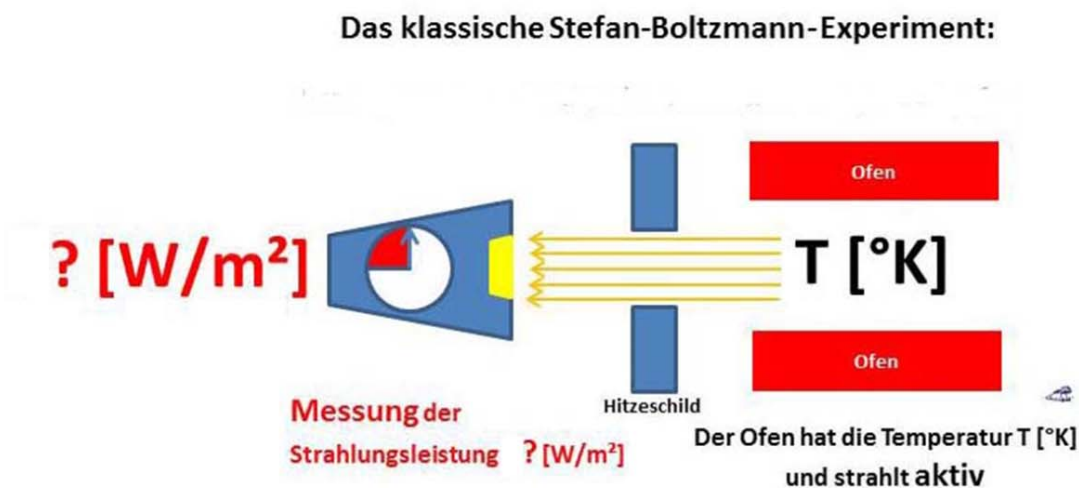 Das klassische Stefan-Boltzmann-Experiment:
Ofen
? [W/m²]
T [°K]
Ofen
Hitzeschild
Messung der
Strahlungsleistung ? [W/m²]
Der Ofen hat die Temperatur T [°K]
und strahlt aktiv